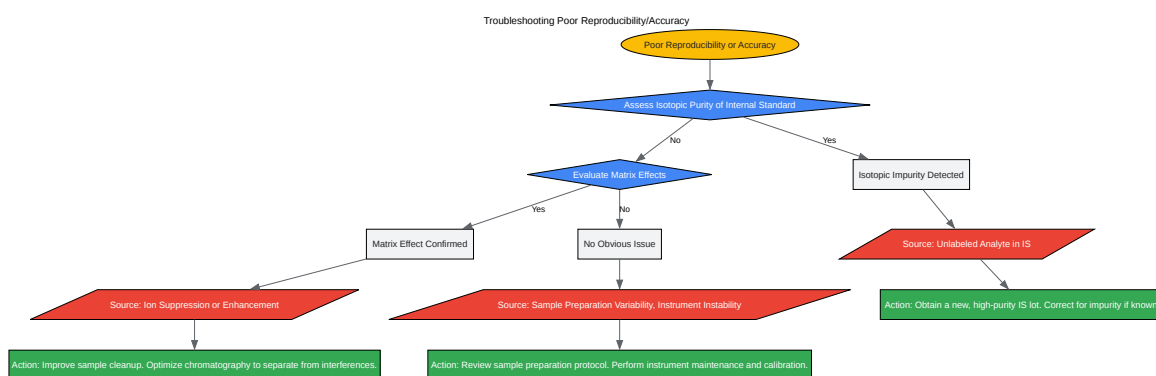 Troubleshooting Poor Reproducibility/Accuracy
Poor Reproducibility or Accuracy
Assess Isotopic Purity of Internal Standard
No
Yes
Evaluate Matrix Effects
Isotopic Impurity Detected
Yes
No
Matrix Effect Confirmed
No Obvious Issue
Source: Unlabeled Analyte in IS
Source: Ion Suppression or Enhancement
Source: Sample Preparation Variability, Instrument Instability
Action: Obtain a new, high-purity IS lot. Correct for impurity if known
Action: Improve sample cleanup. Optimize chromatography to separate from interferences.
Action: Review sample preparation protocol. Perform instrument maintenance and calibration.